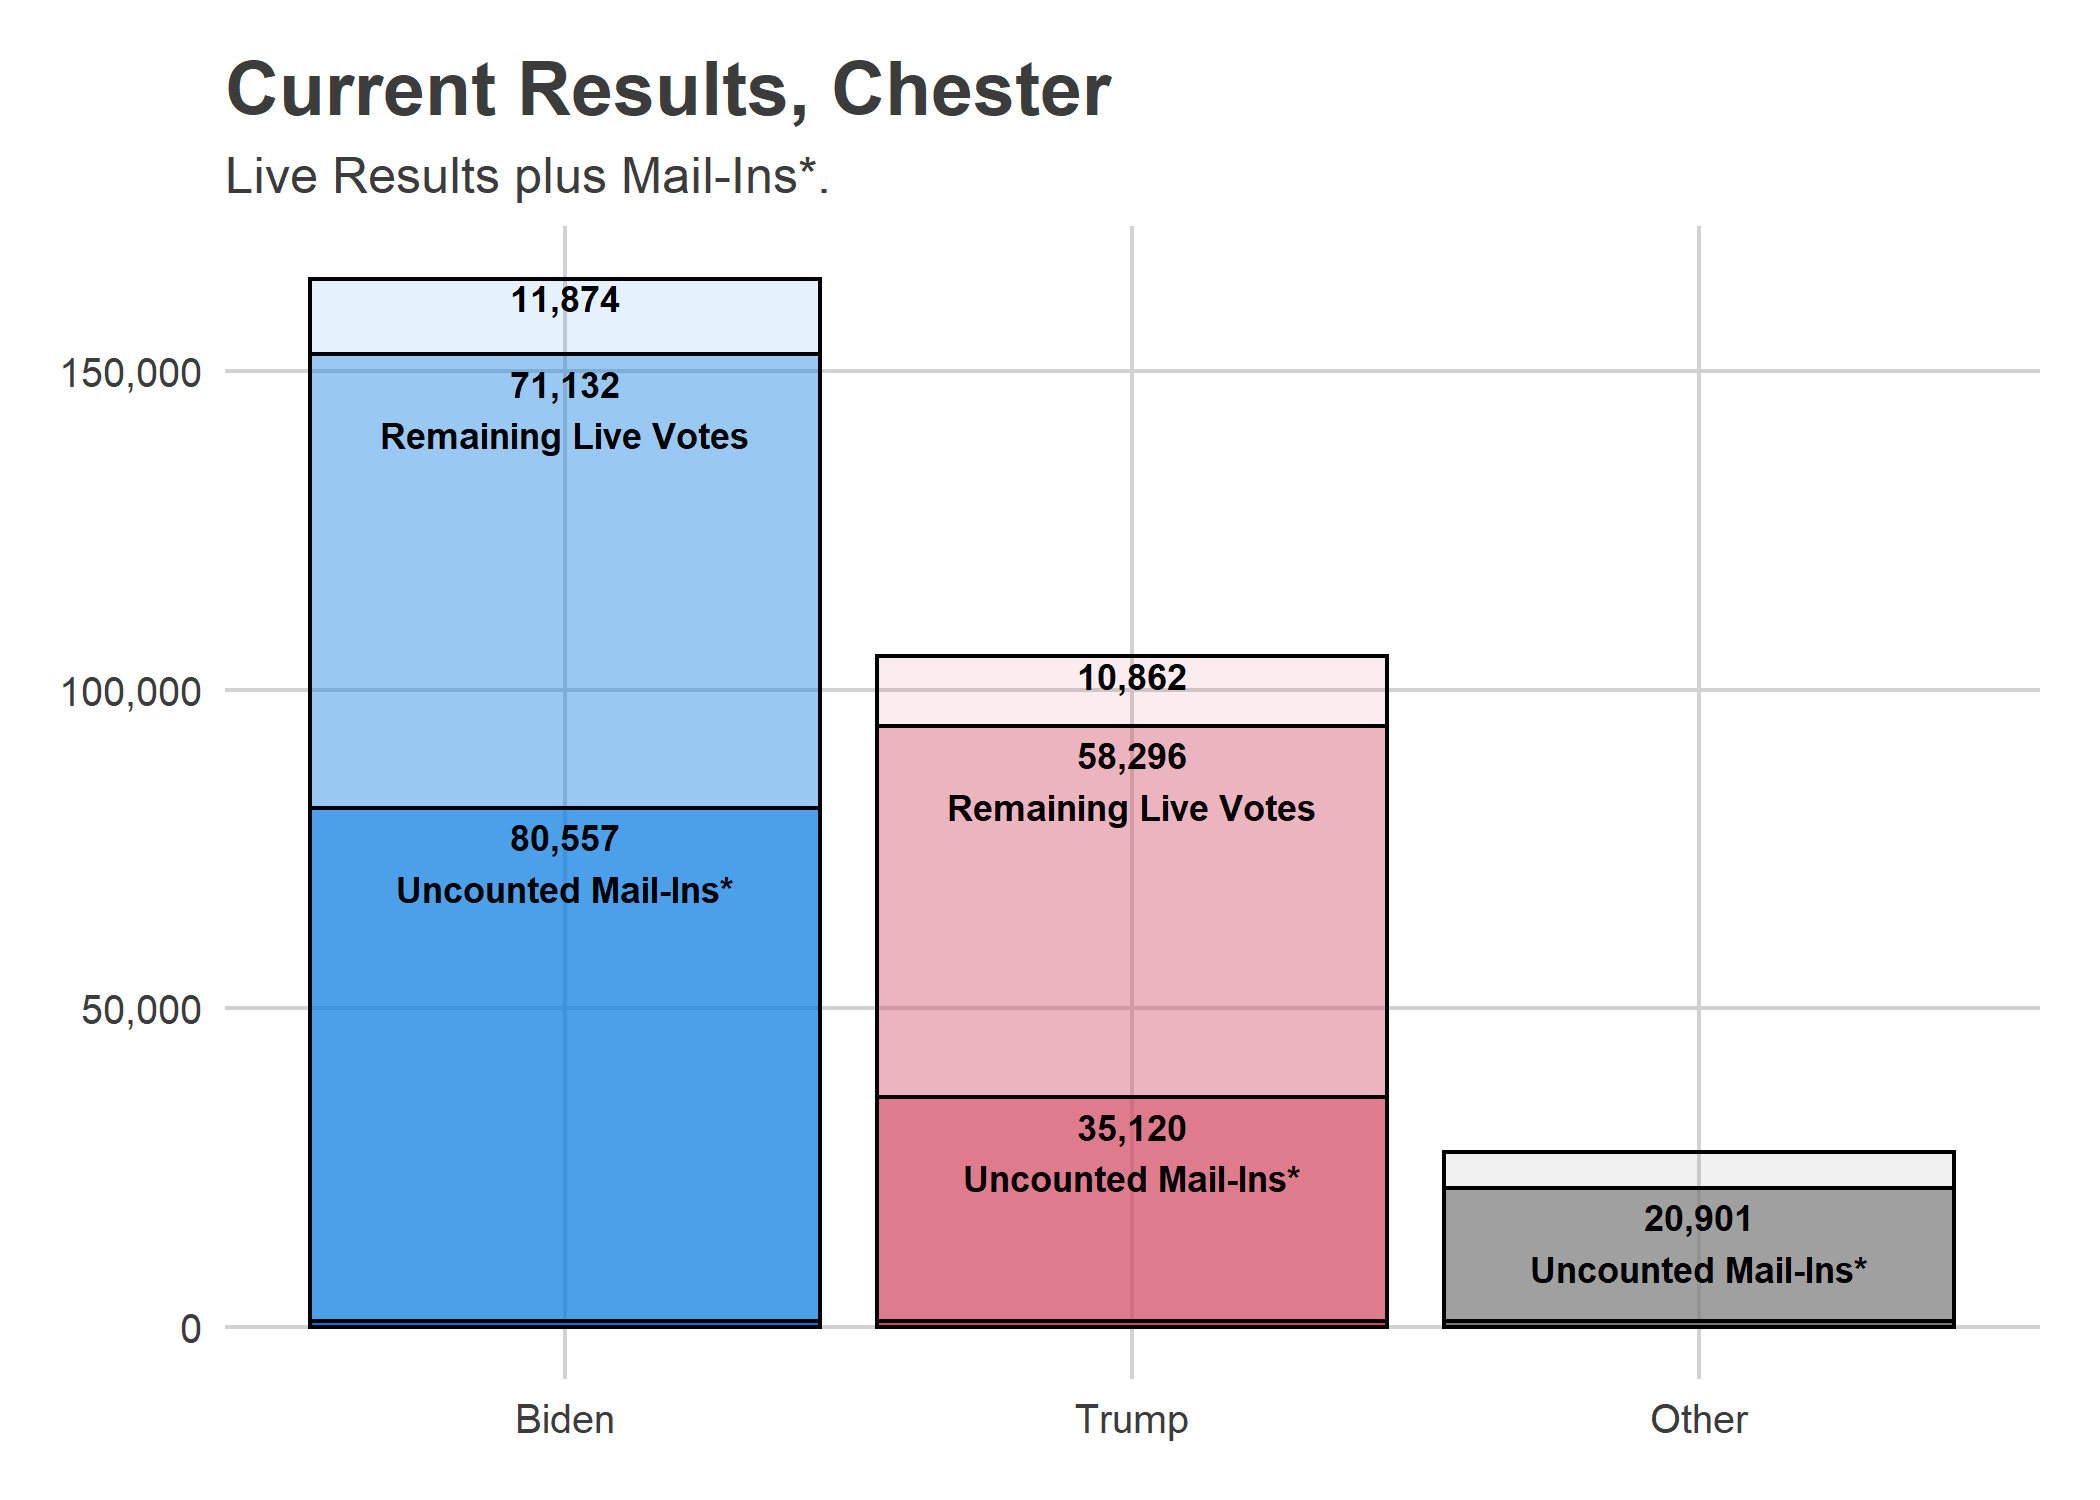 Current Results, Chester
Live Results plus Mail-Ins*.
11,874
150,000
71,132
Remaining Live Votes
100,000
10,862
58,296
Remaining Live Votes
80,557
Uncounted Mail-Ins*
50,000
35,120
Uncounted Mail-Ins*
20,901
Uncounted Mail-Ins*
0
Biden
Trump
Other